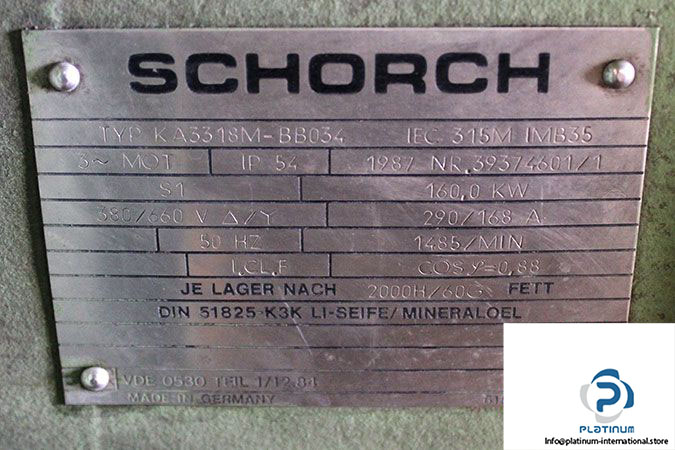 SCHORCH
TYP KA3318M-BB034 IEC 315M IMB35
3~ MOT IP 54 1987 NR.39374601/1
S1 160,0 KW
380/660 V Δ/Y 290/168 A
50 HZ 1485/MIN
I.CL.F COS φ=0,88
JE LAGER NACH 2000H/60G FETT
DIN 51825-K3K LI-SEIFE/MINERALOEL
VDE 0530 TEIL 1/12.84
MADE IN GERMANY
PLATINUM
Info@platinum-international.store